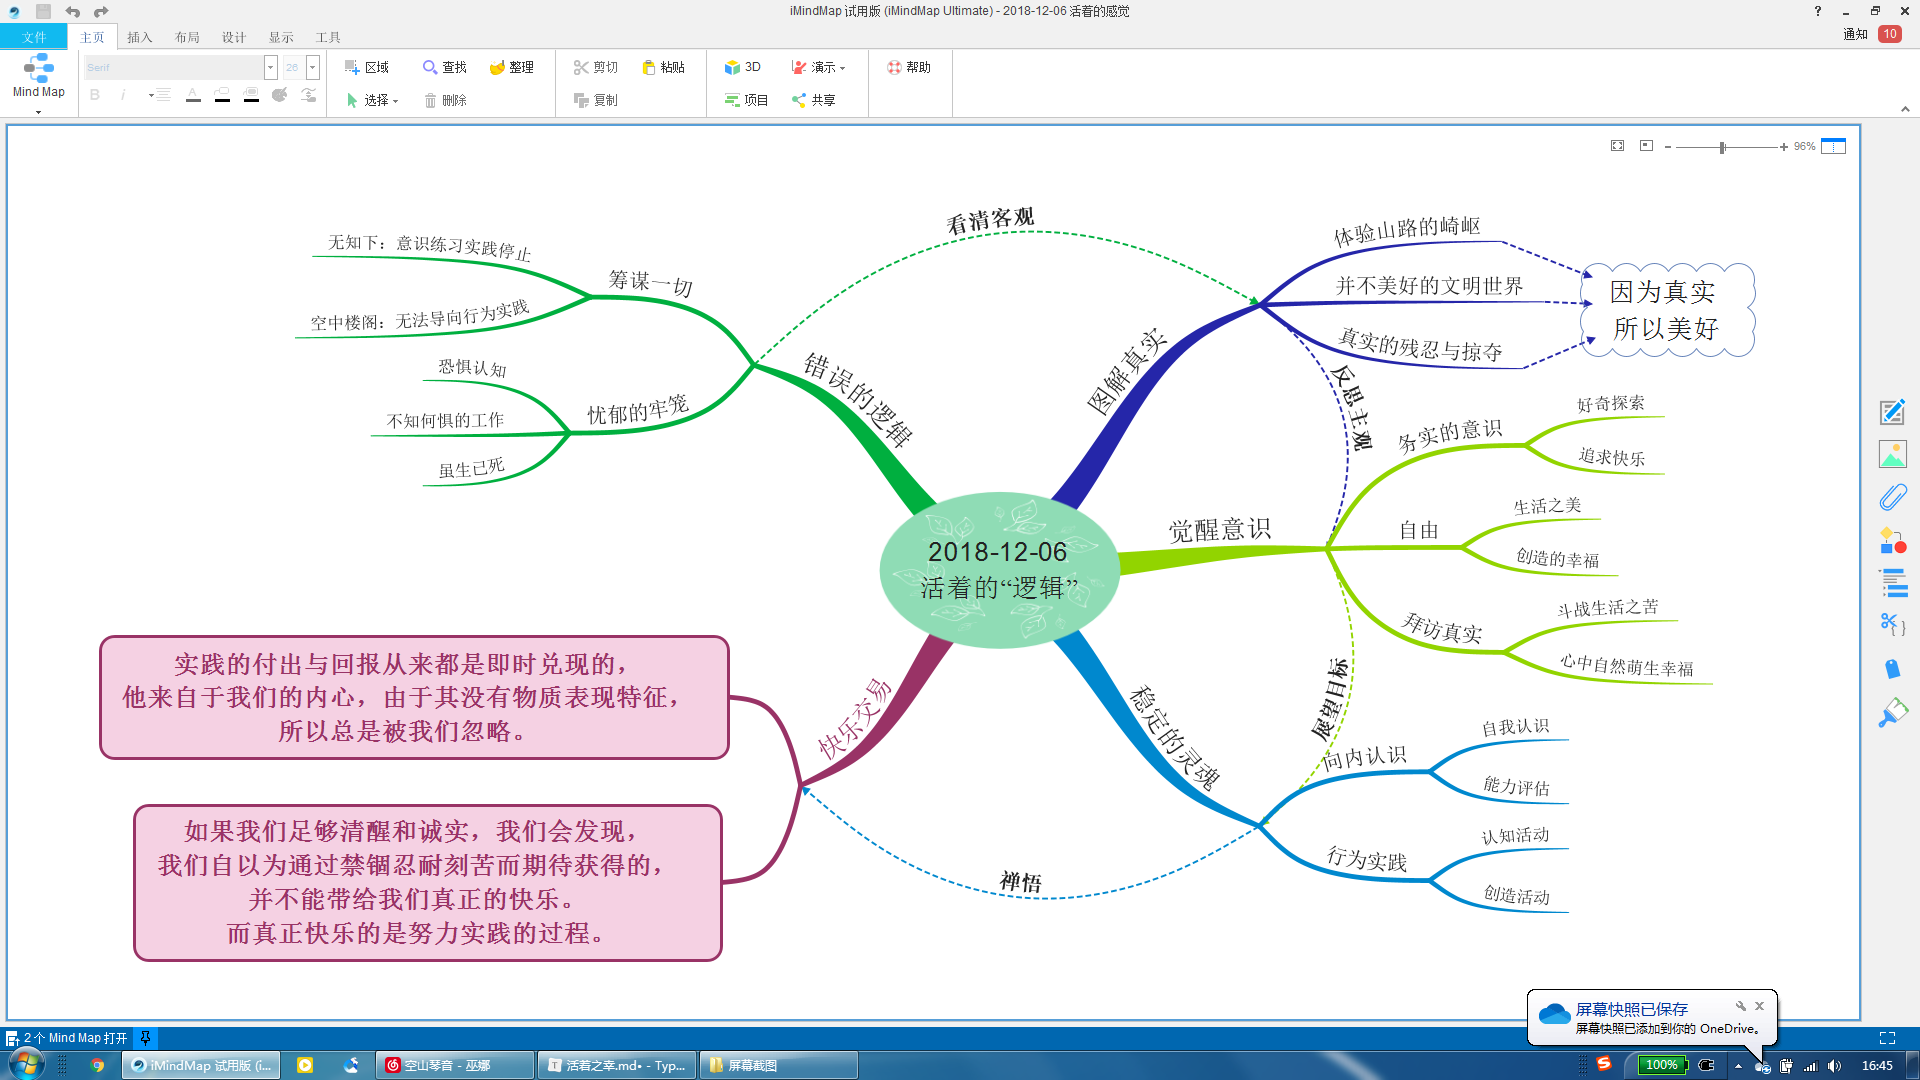 iMindMap 试用版 (iMindMap Ultimate) - 2018-12-06 活着的感觉
文件
主页
插入
布局
设计
显示
工具
通知 10
Mind Map
Serif
26
B
i
区域
查找
整理
剪切
粘贴
3D
演示
帮助
选择
删除
复制
项目
共享
96%
看清客观
无知下：意识练习实践停止
筹谋一切
空中楼阁：无法导向行为实践
恐惧认知
不知何惧的工作
忧郁的牢笼
虽生已死
错误的逻辑
图解真实
体验山路的崎岖
并不美好的文明世界
真实的残忍与掠夺
因为真实
所以美好
反思主观
觉醒意识
务实的意识
好奇探索
追求快乐
自由
生活之美
创造的幸福
拜访真实
斗战生活之苦
心中自然萌生幸福
2018-12-06
活着的“逻辑”
展望目标
稳定的灵魂
向内认识
自我认识
能力评估
行为实践
认知活动
创造活动
禅悟
快乐交易
实践的付出与回报从来都是即时兑现的，
他来自于我们的内心，由于其没有物质表现特征，
所以总是被我们忽略。
如果我们足够清醒和诚实，我们会发现，
我们自以为通过禁锢忍耐刻苦而期待获得的，
并不能带给我们真正的快乐。
而真正快乐的是努力实践的过程。
屏幕快照已保存
屏幕快照已添加到你的 OneDrive。
2 个 Mind Map 打开
iMindMap 试用版 (i...
空山琴音 - 巫娜
活着之幸.md• - Typ...
屏幕截图
100%
16:45